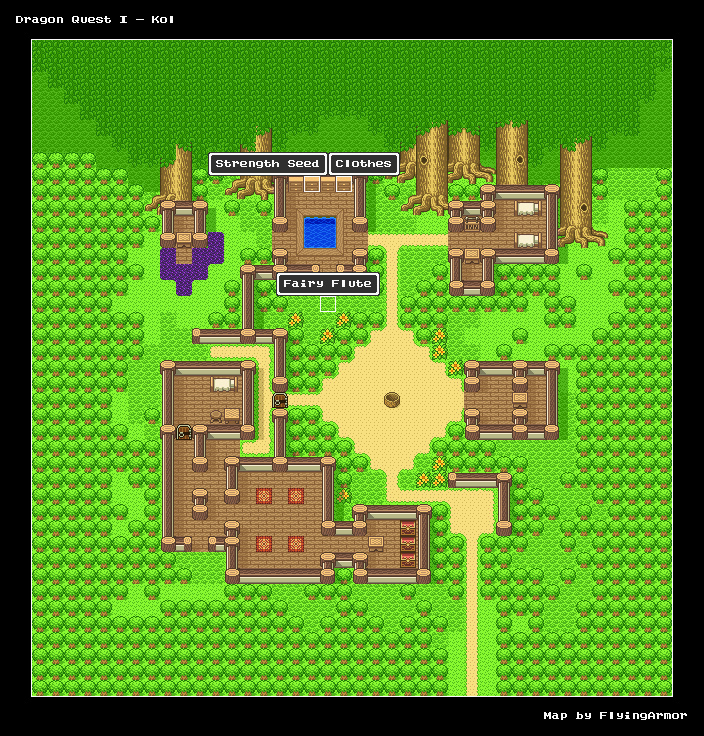 Dragon Quest I — Kol
Strength Seed
Clothes
Fairy Flute
Map by FlyingArmor